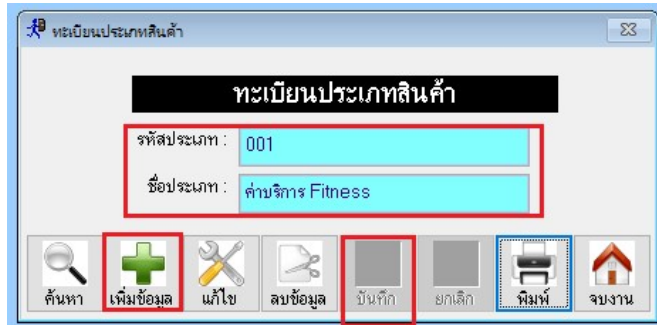 ทะเบียนประเภทสินค้า
ทะเบียนประเภทสินค้า
รหัสประเภท : 001
ชื่อประเภท : ค่าบริการ Fitness
ค้นหา เพิ่มข้อมูล แก้ไข ลบข้อมูล บันทึก ยกเลิก พิมพ์ จบงาน